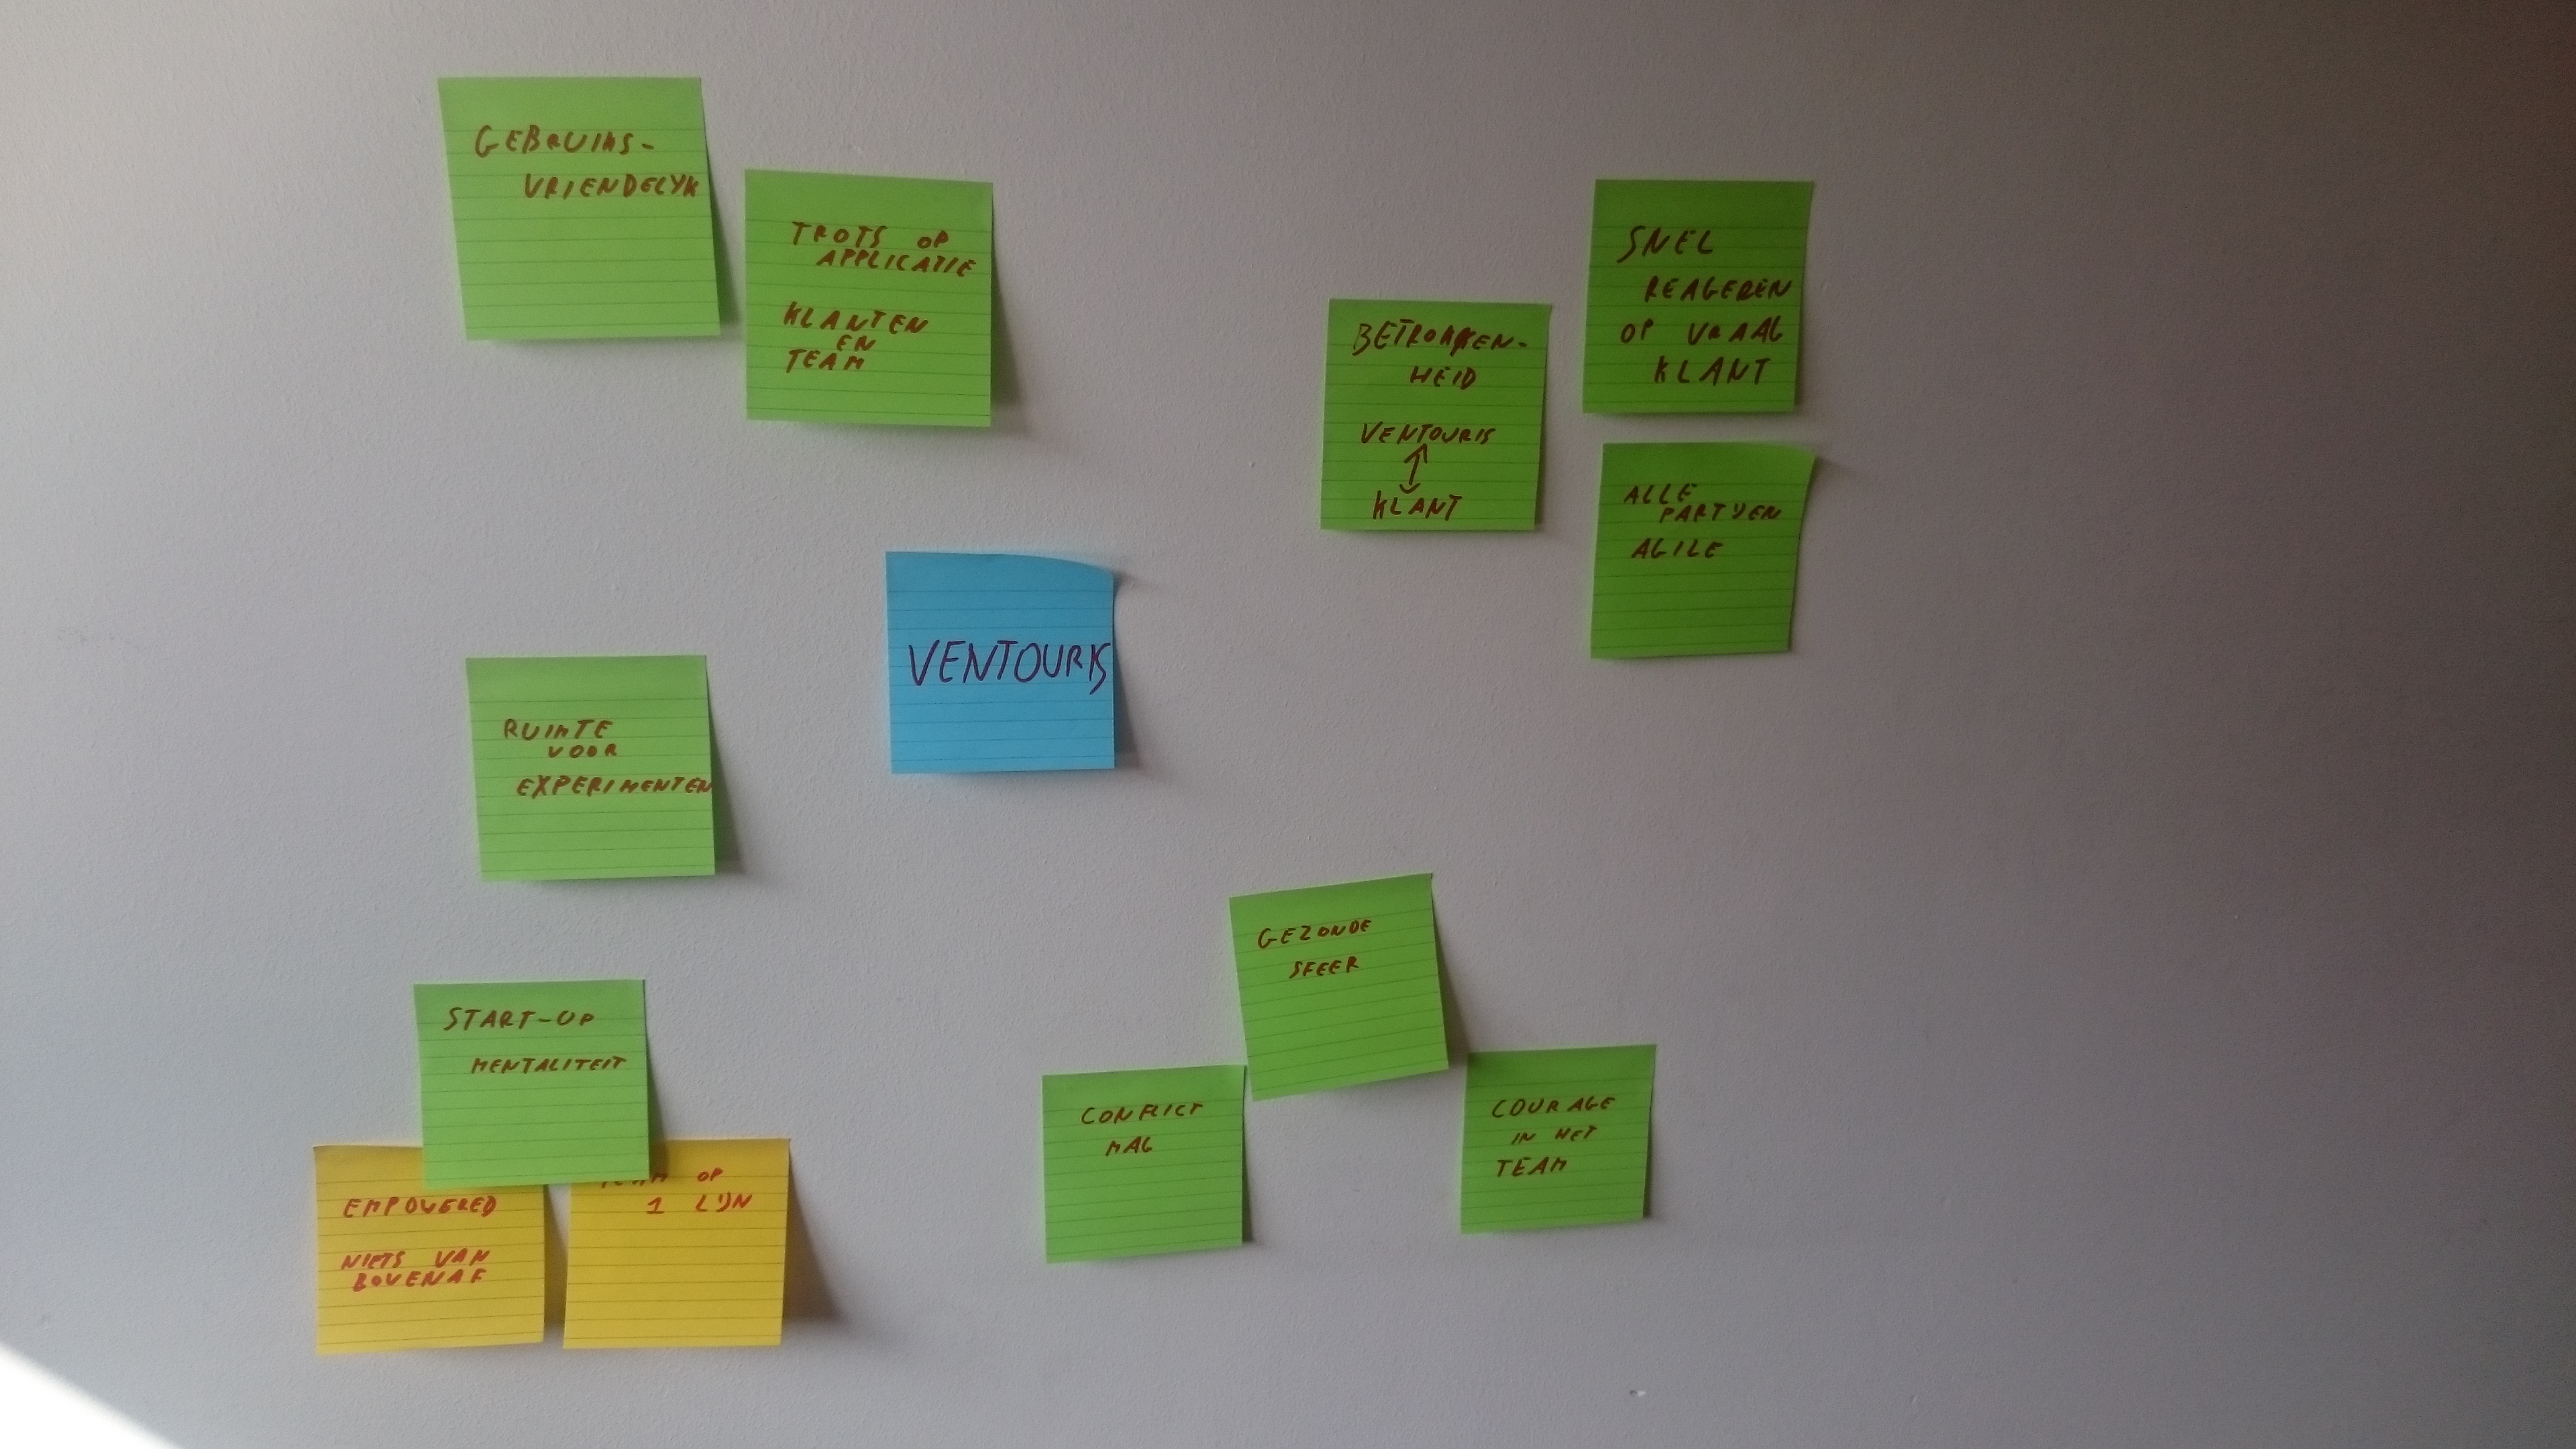 GEBRUIKS-
VRIENDELYK
TROTS OP
APPLICATIE
KLANTEN
EN
TEAM
BETROKKEN-
HEID
VENTOURIS
KLANT
SNEL
REAGEREN
OP VRAAG
KLANT
ALLE
PARTYEN
AGILE
VENTOURIS
RUIMTE
VOOR
EXPERIMENTEN
START-UP
MENTALITEIT
EMPOWERED
NIETS VAN
BOVENAF
TEAM OP
1 LIJN
GEZONDE
SFEER
CONFLICT
MAG
COURAGE
IN HET
TEAM